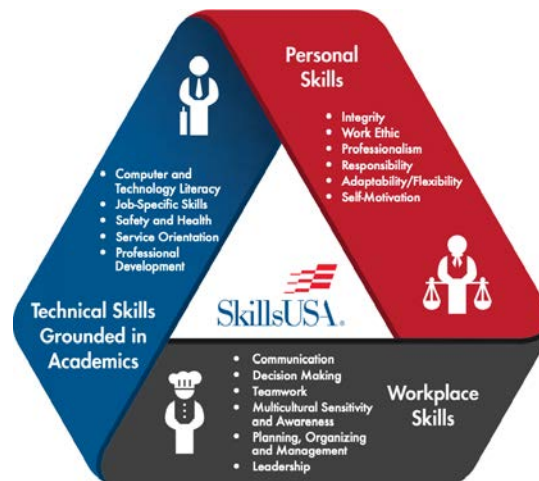 Personal
Skills
• Integrity
• Work Ethic
• Professionalism
• Responsibility
• Adaptability/Flexibility
• Self-Motivation
• Computer and
Technology Literacy
• Job-Specific Skills
• Safety and Health
• Service Orientation
• Professional
Development
Technical Skills
Grounded in
Academics
SkillsUSA®
• Communication
• Decision Making
• Teamwork
• Multicultural Sensitivity
and Awareness
• Planning, Organizing
and Management
• Leadership
Workplace
Skills